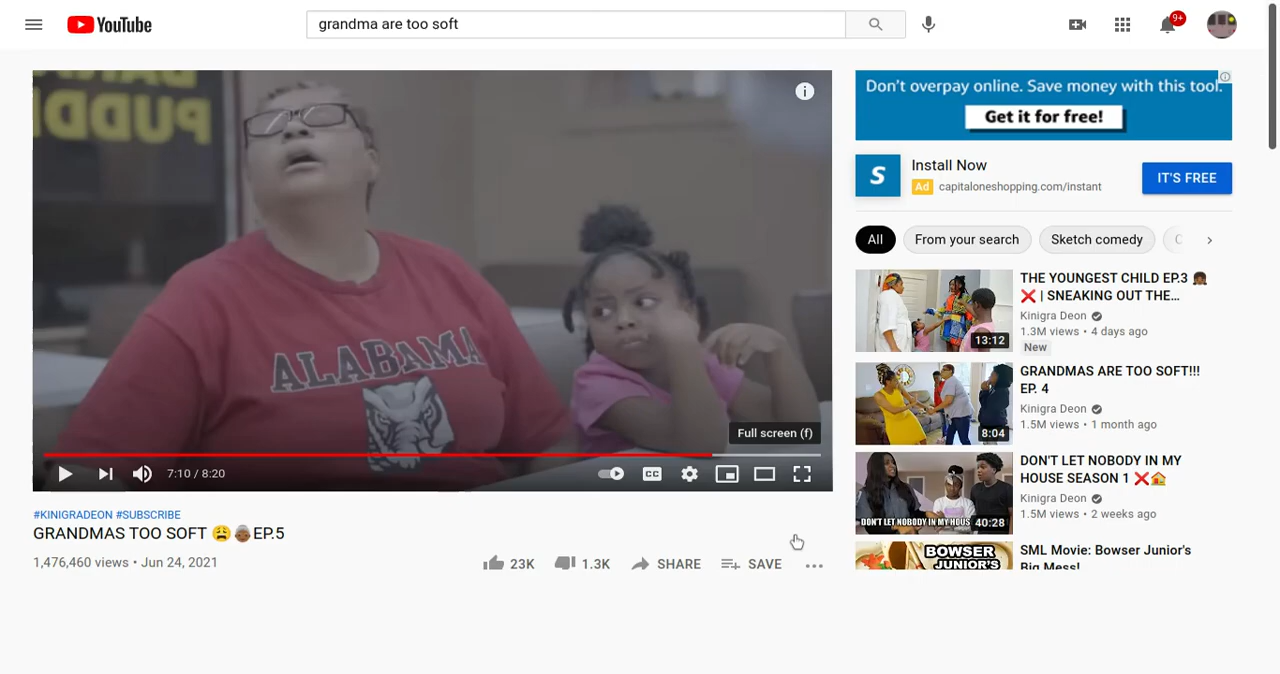 YouTube
grandma are too soft
9+
PUDD
ALABAMA
Full screen (f)
7:10 / 8:20
CC
#KINIGRADEON #SUBSCRIBE
GRANDMAS TOO SOFT 😩👵🏽EP.5
1,476,460 views • Jun 24, 2021
23K
1.3K
SHARE
SAVE
Don't overpay online. Save money with this tool.
Get it for free!
S
Install Now
Ad capitaloneshopping.com/instant
IT'S FREE
All
From your search
Sketch comedy
THE YOUNGEST CHILD EP.3 👧🏾
❌ | SNEAKING OUT THE...
Kinigra Deon
1.3M views • 4 days ago
New
13:12
GRANDMAS ARE TOO SOFT!!!
EP. 4
Kinigra Deon
1.5M views • 1 month ago
8:04
DON'T LET NOBODY IN MY
HOUSE SEASON 1 ❌🏠
Kinigra Deon
1.5M views • 2 weeks ago
DON'T LET NOBODY IN MY HOUS
40:28
SML Movie: Bowser Junior's
Big Mess!
BOWSER
JUNIOR'S